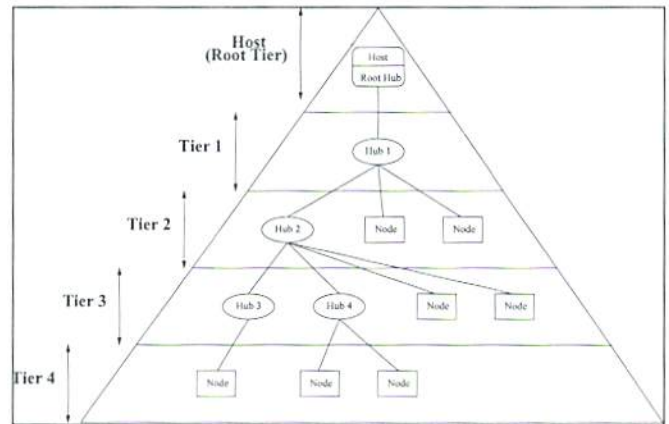 Host
(Root Tier)
Host
Root Hub
Tier 1
Hub 1
Tier 2
Hub 2
Node
Node
Tier 3
Hub 3
Hub 4
Node
Node
Tier 4
Node
Node
Node